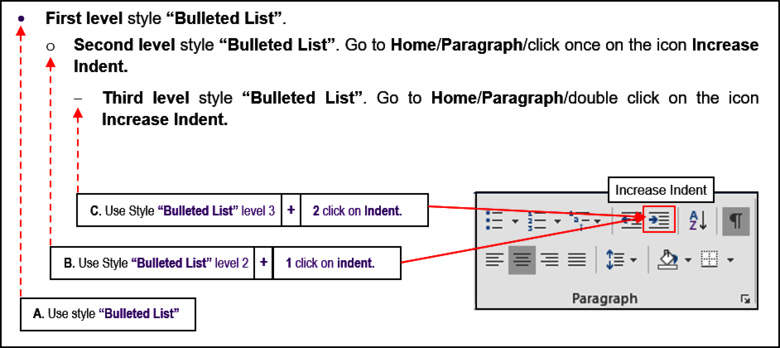 • First level style “Bulleted List”.
o Second level style “Bulleted List”. Go to Home/Paragraph/click once on the icon Increase
Indent.
– Third level style “Bulleted List”. Go to Home/Paragraph/double click on the icon
Increase Indent.
Increase Indent
C. Use Style “Bulleted List” level 3 + 2 click on Indent.
B. Use Style “Bulleted List” level 2 + 1 click on indent.
A. Use style “Bulleted List”
Paragraph